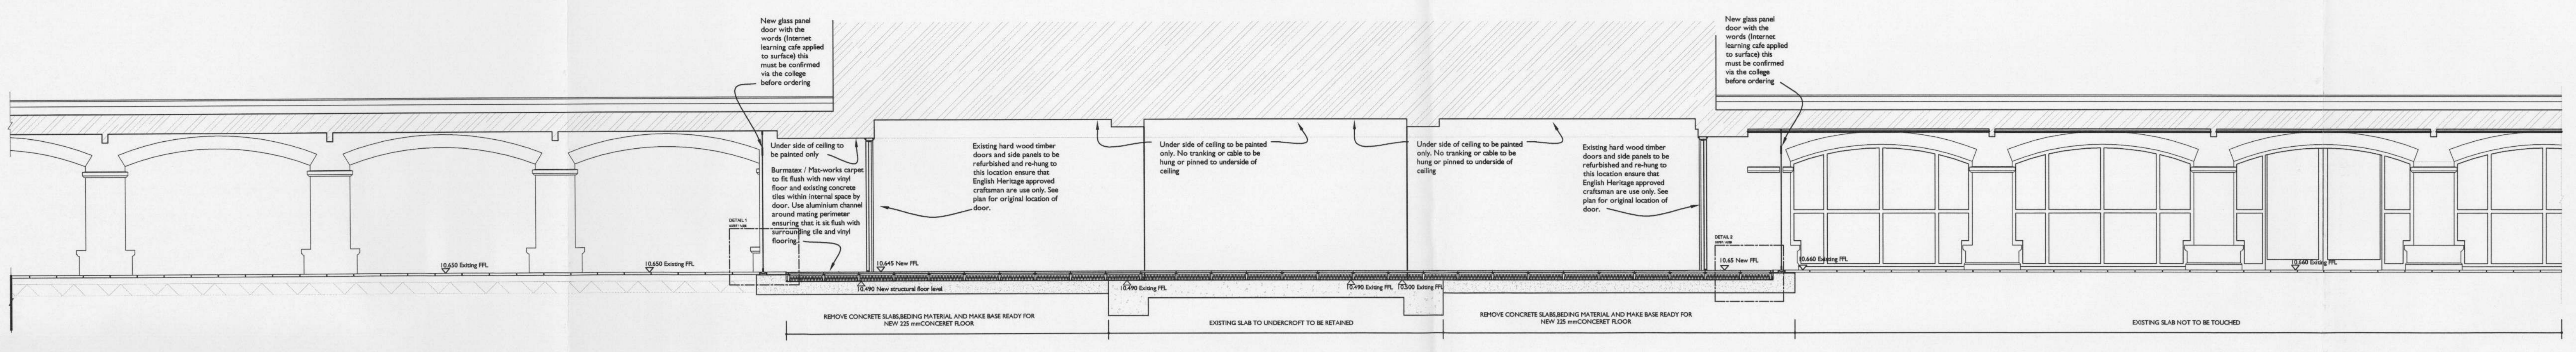 New glass panel
door with the
words (Internet
learning cafe applied
to surface) this
must be confirmed
via the college
before ordering
Under side of ceiling to
be painted only
Burmatex / Mat-works carpet
to fit flush with new vinyl
floor and existing concrete
tiles within internal space by
door. Use aluminium channel
around mating perimeter
ensuring that it sit flush with
surrounding tile and vinyl
flooring.
Existing hard wood timber
doors and side panels to be
refurbished and re-hung to
this location ensure that
English Heritage approved
craftsman are use only. See
plan for original location of
door.
Under side of ceiling to be painted
only. No tranking or cable to be
hung or pinned to underside of
ceiling
Under side of ceiling to be painted
only. No tranking or cable to be
hung or pinned to underside of
ceiling
Existing hard wood timber
doors and side panels to be
refurbished and re-hung to
this location ensure that
English Heritage approved
craftsman are use only. See
plan for original location of
door.
New glass panel
door with the
words (Internet
learning cafe applied
to surface) this
must be confirmed
via the college
before ordering
DETAIL 1
DETAIL 2
10.650 Exiting FFL
10.650 Existing FFL
10.645 New FFL
10.65 New FFL
10.660 Existing FFL
10.660 Exiting FFL
10.490 New structural floor level
10.490 Exiting FFL
10.490 Exiting FFL
10.500 Exiting FFL
REMOVE CONCRETE SLABS,BEDING MATERIAL AND MAKE BASE READY FOR
NEW 225 mmCONCERET FLOOR
EXISTING SLAB TO UNDERCROFT TO BE RETAINED
REMOVE CONCRETE SLABS,BEDING MATERIAL AND MAKE BASE READY FOR
NEW 225 mmCONCERET FLOOR
EXISTING SLAB NOT TO BE TOUCHED